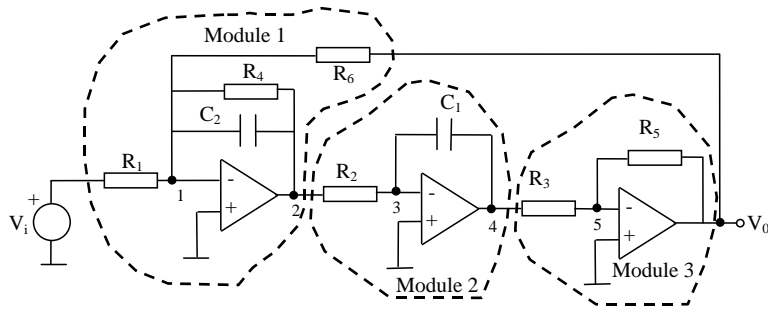 Module 1
R6
R4
C2
C1
R5
R1
R2
R3
1
2
3
4
5
-
+
-
+
-
+
+
Vi
V0
Module 2
Module 3